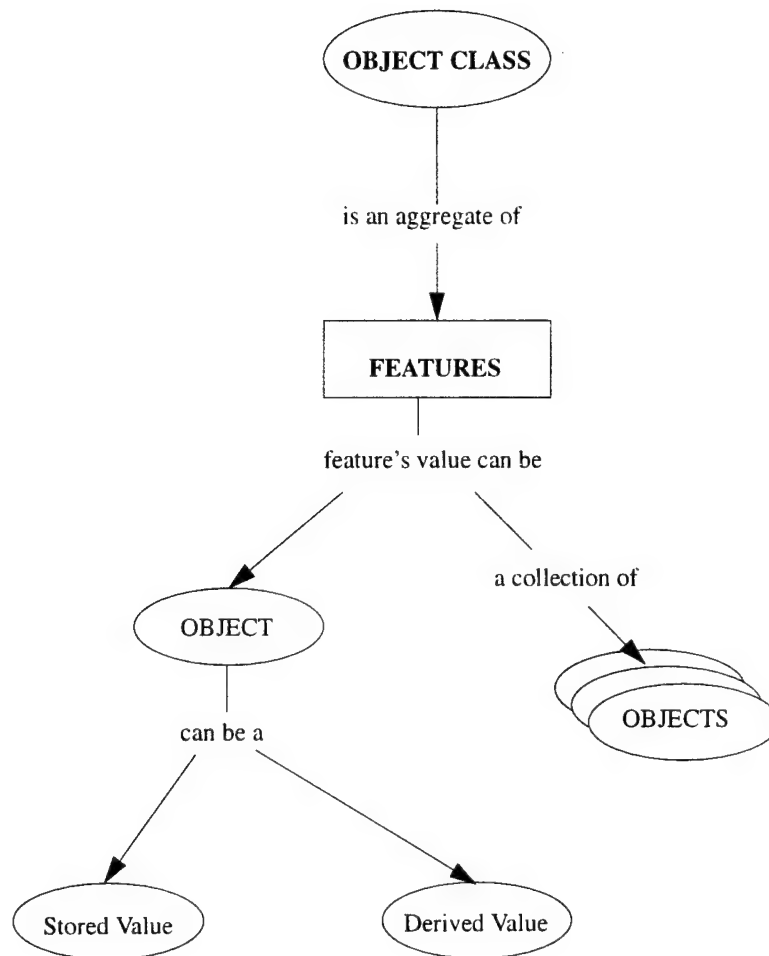 OBJECT CLASS
is an aggregate of
FEATURES
feature's value can be
a collection of
OBJECT
OBJECTS
can be a
Stored Value
Derived Value